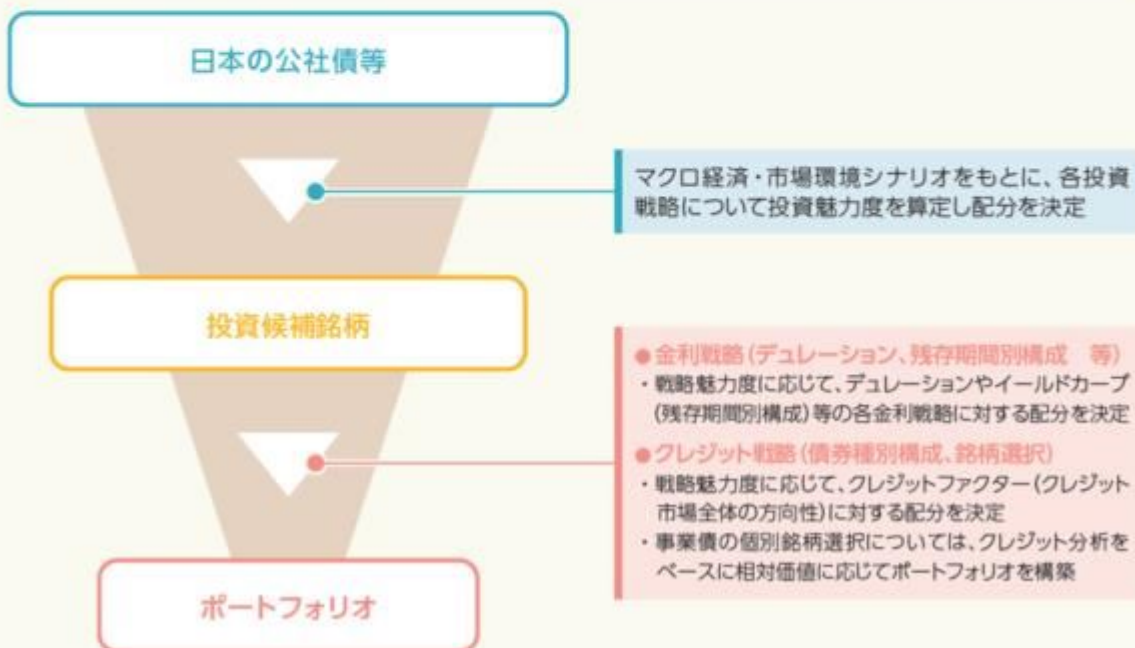 日本の公社債等
マクロ経済・市場環境シナリオをもとに、各投資
戦略について投資魅力度を算定し配分を決定
投資候補銘柄
●金利戦略(デュレーション、残存期間別構成　等)
・戦略魅力度に応じて、デュレーションやイールドカーブ
(残存期間別構成)等の各金利戦略に対する配分を決定
●クレジット戦略(債券種別構成、銘柄選択)
・戦略魅力度に応じて、クレジットファクター(クレジット
市場全体の方向性)に対する配分を決定
・事業債の個別銘柄選択については、クレジット分析を
ベースに相対価値に応じてポートフォリオを構築
ポートフォリオ